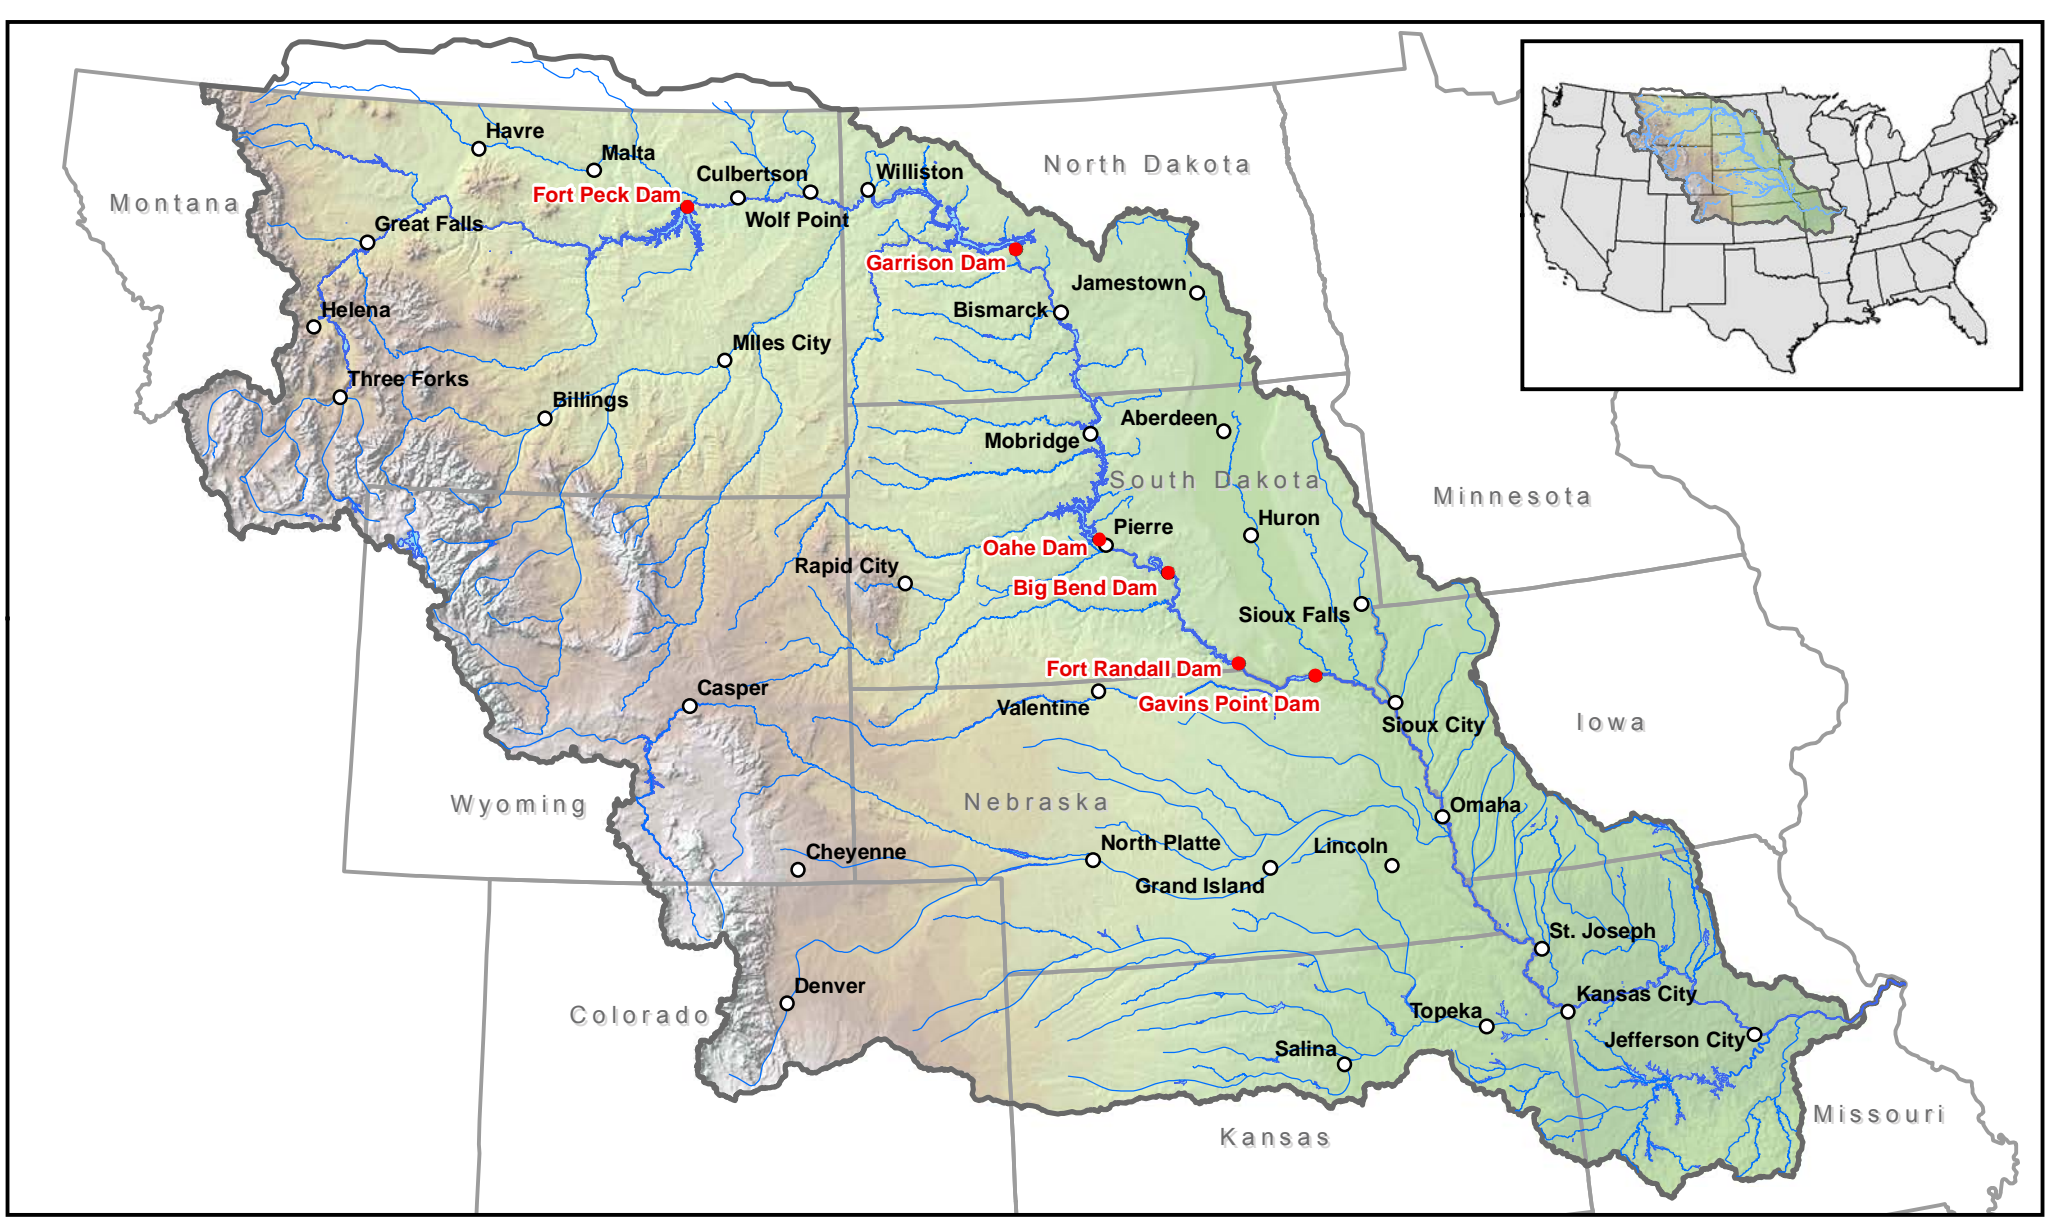 Havre
Malta
North Dakota
Culbertson
Williston
Fort Peck Dam
Montana
Wolf Point
Great Falls
Garrison Dam
Jamestown
Helena
Bismarck
MIles City
Three Forks
Billings
Aberdeen
Mobridge
South Dakota
Minnesota
Huron
Pierre
Oahe Dam
Rapid City
Big Bend Dam
Sioux Falls
Fort Randall Dam
Casper
Gavins Point Dam
Valentine
Sioux City
Iowa
Wyoming
Nebraska
Omaha
North Platte
Lincoln
Cheyenne
Grand Island
St. Joseph
Denver
Kansas City
Colorado
Topeka
Jefferson City
Salina
Missouri
Kansas